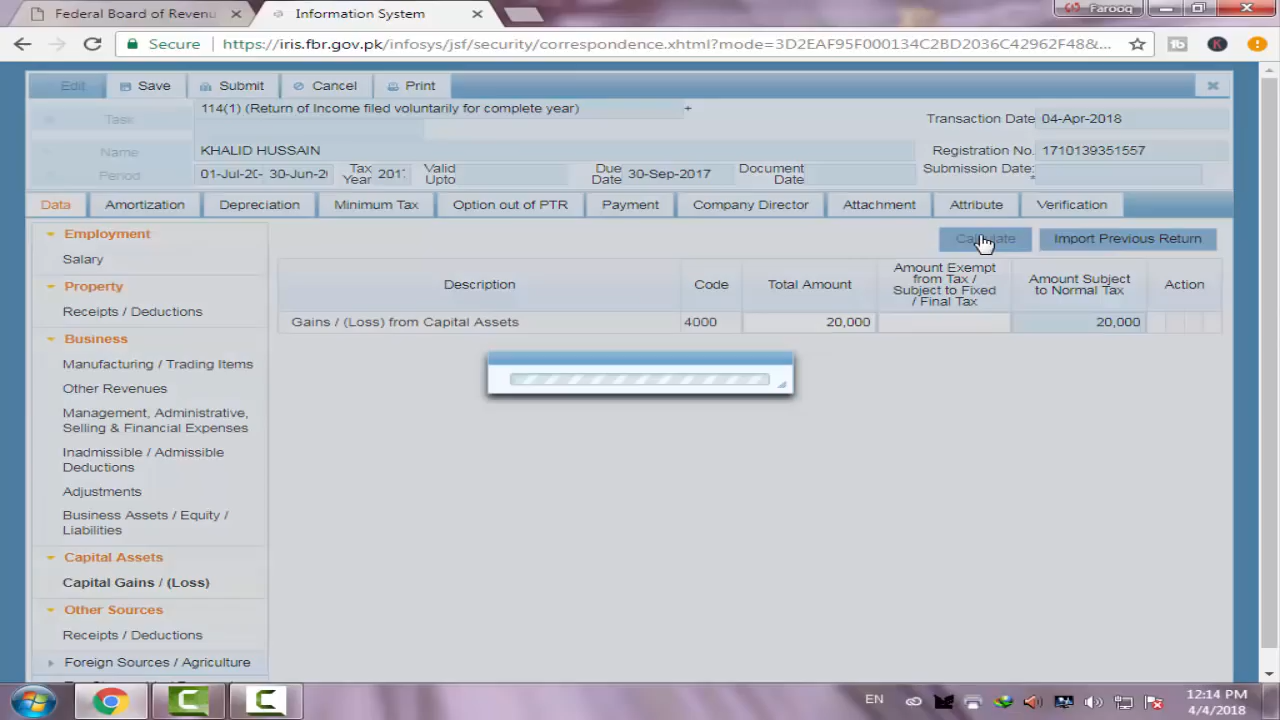 Federal Board of Revenu
Information System
Farooq
Secure
https://iris.fbr.gov.pk/infosys/jsf/security/correspondence.xhtml?mode=3D2EAF95F000134C2BD2036C42962F48&...
Edit Save Submit Cancel Print
Task 114(1) (Return of Income filed voluntarily for complete year) + Transaction Date 04-Apr-2018
Name KHALID HUSSAIN Registration No. 1710139351557
Period 01-Jul-20- 30-Jun-2( Tax Year 201 Valid Upto Due Date 30-Sep-2017 Document Date Submission Date: *
Data Amortization Depreciation Minimum Tax Option out of PTR Payment Company Director Attachment Attribute Verification
Calculate Import Previous Return
Employment
Salary
Property
Receipts / Deductions
Business
Manufacturing / Trading Items
Other Revenues
Management, Administrative,
Selling & Financial Expenses
Inadmissible / Admissible
Deductions
Adjustments
Business Assets / Equity /
Liabilities
Capital Assets
Capital Gains / (Loss)
Other Sources
Receipts / Deductions
Foreign Sources / Agriculture
Description Code Total Amount Amount Exempt from Tax / Subject to Fixed / Final Tax Amount Subject to Normal Tax Action
Gains / (Loss) from Capital Assets 4000 20,000 20,000
EN
12:14 PM
4/4/2018